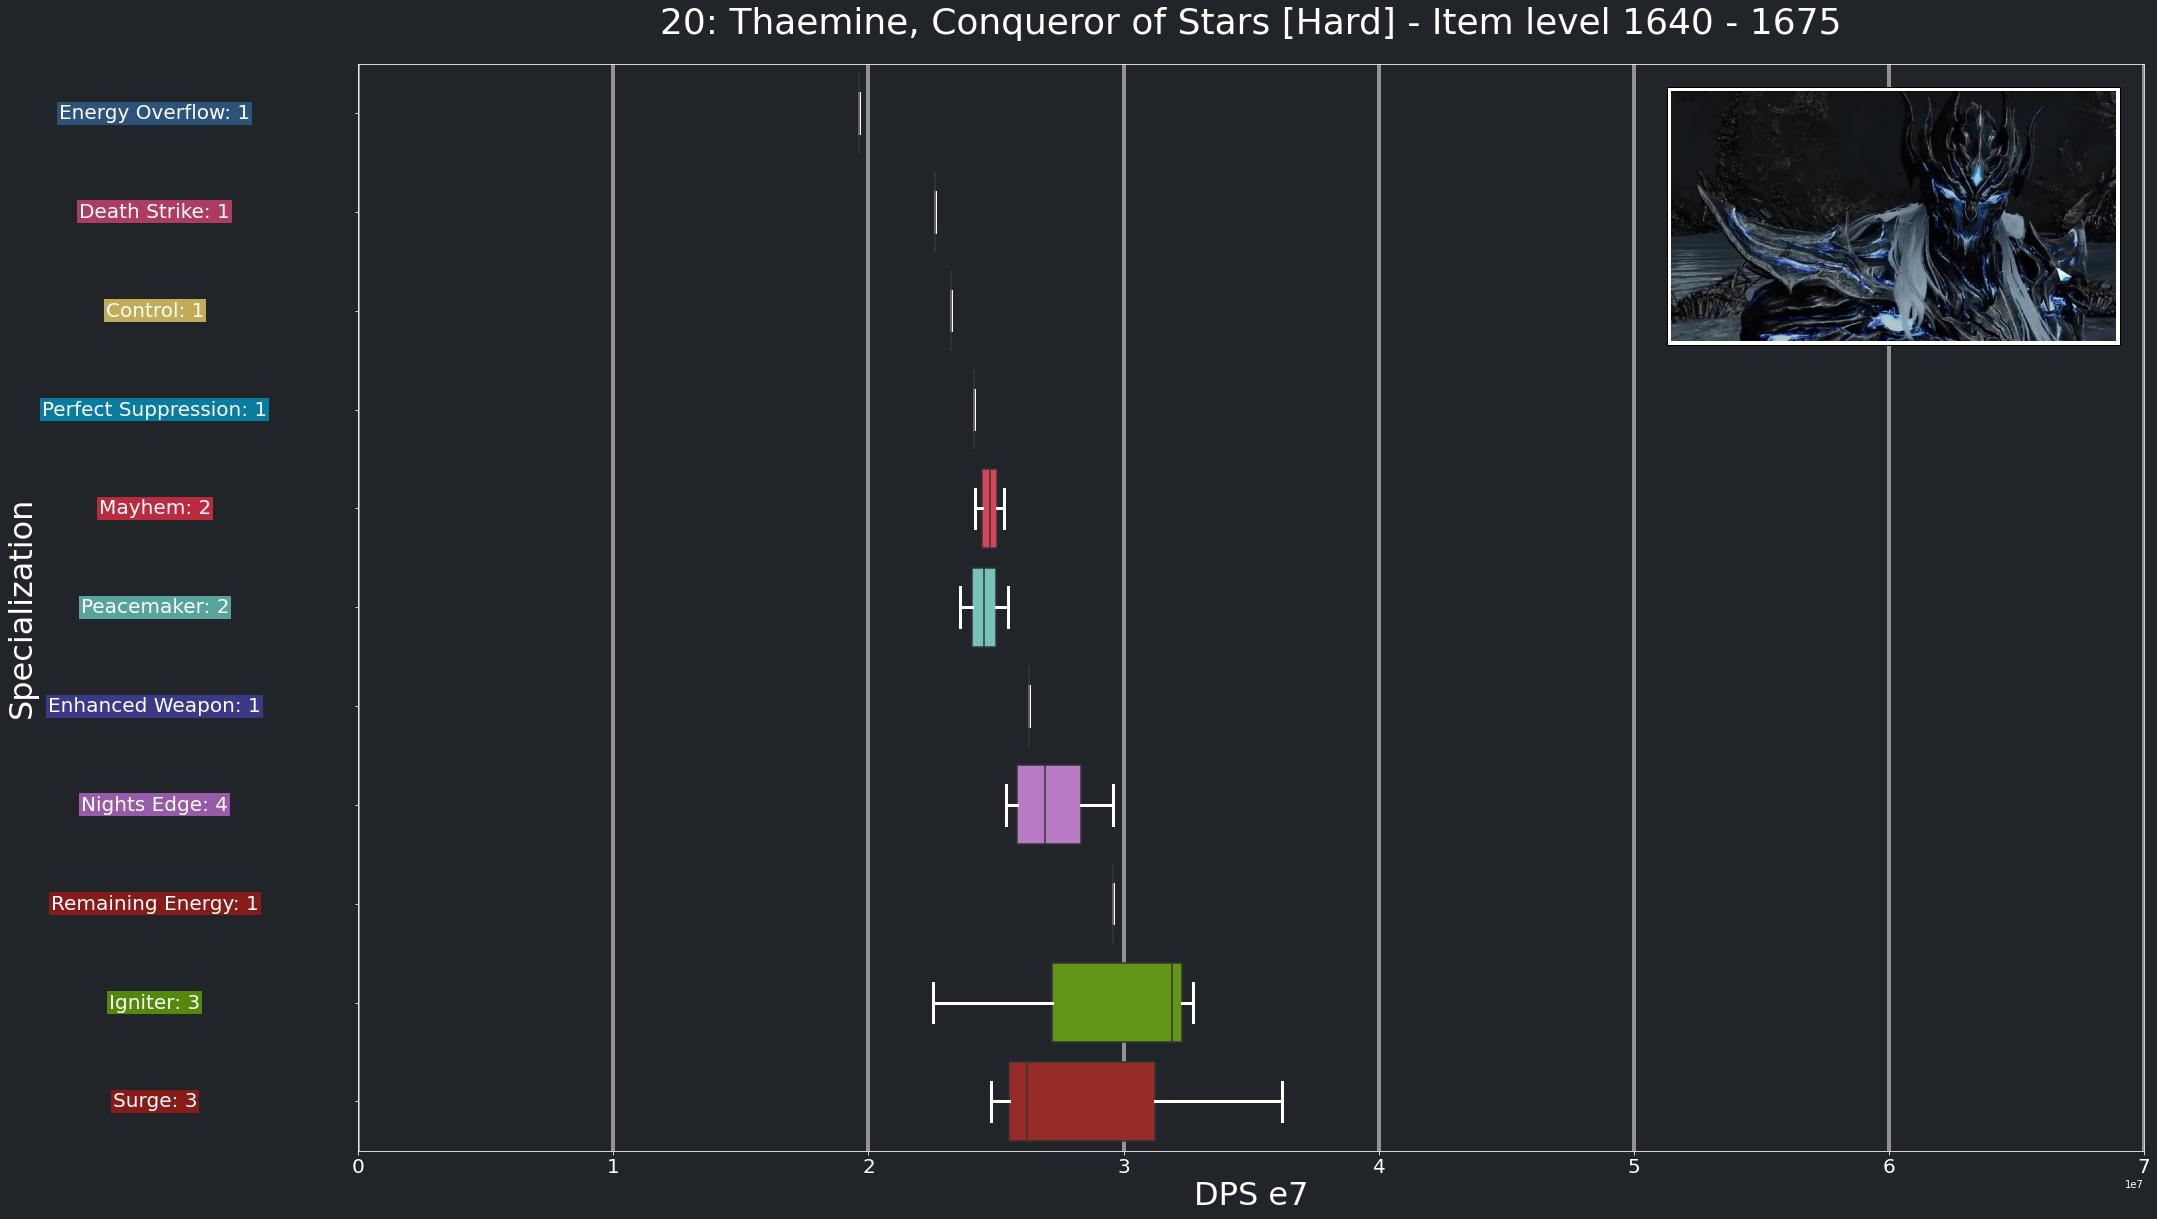 20: Thaemine, Conqueror of Stars [Hard] - Item level 1640 - 1675
Specialization
Energy Overflow: 1
Death Strike: 1
Control: 1
Perfect Suppression: 1
Mayhem: 2
Peacemaker: 2
Enhanced Weapon: 1
Nights Edge: 4
Remaining Energy: 1
Igniter: 3
Surge: 3
0 1 2 3 4 5 6 7
1e7
DPS e7